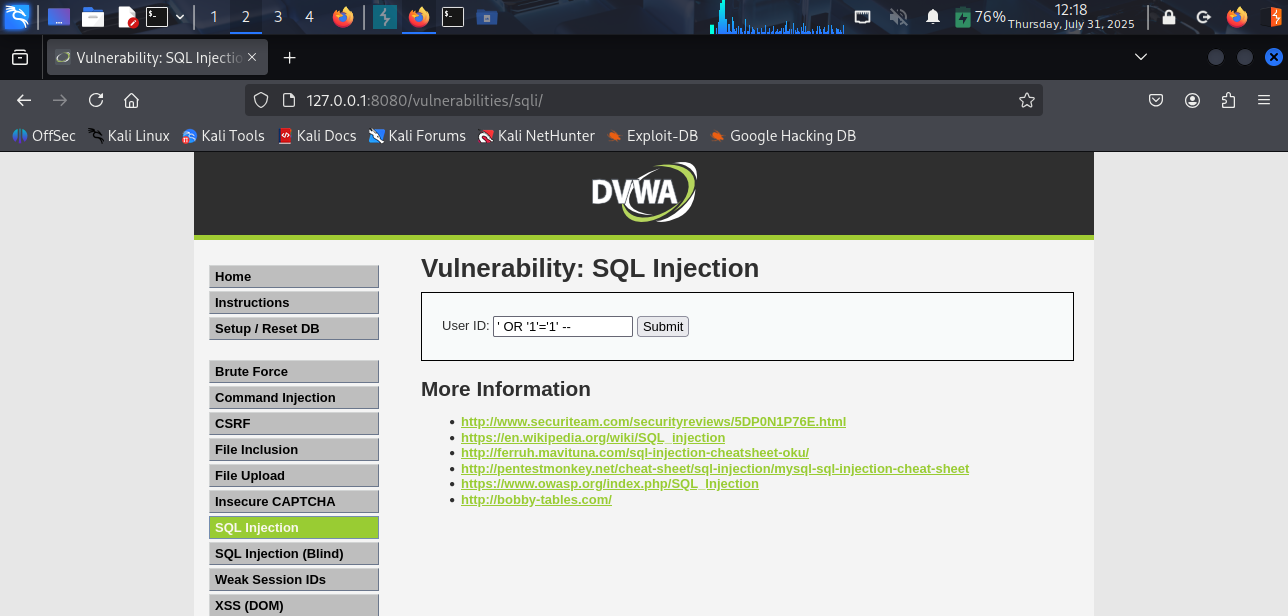 1 2 3 4 76% 12:18
Thursday, July 31, 2025
Vulnerability: SQL Injectio
127.0.0.1:8080/vulnerabilities/sqli/
OffSec Kali Linux Kali Tools Kali Docs Kali Forums Kali NetHunter Exploit-DB Google Hacking DB
DVWA
Home
Instructions
Setup / Reset DB
Brute Force
Command Injection
CSRF
File Inclusion
File Upload
Insecure CAPTCHA
SQL Injection
SQL Injection (Blind)
Weak Session IDs
XSS (DOM)
Vulnerability: SQL Injection
User ID: ' OR '1'='1' -- Submit
More Information
http://www.securiteam.com/securityreviews/5DP0N1P76E.html
https://en.wikipedia.org/wiki/SQL_injection
http://ferruh.mavituna.com/sql-injection-cheatsheet-oku/
http://pentestmonkey.net/cheat-sheet/sql-injection/mysql-sql-injection-cheat-sheet
https://www.owasp.org/index.php/SQL_Injection
http://bobby-tables.com/